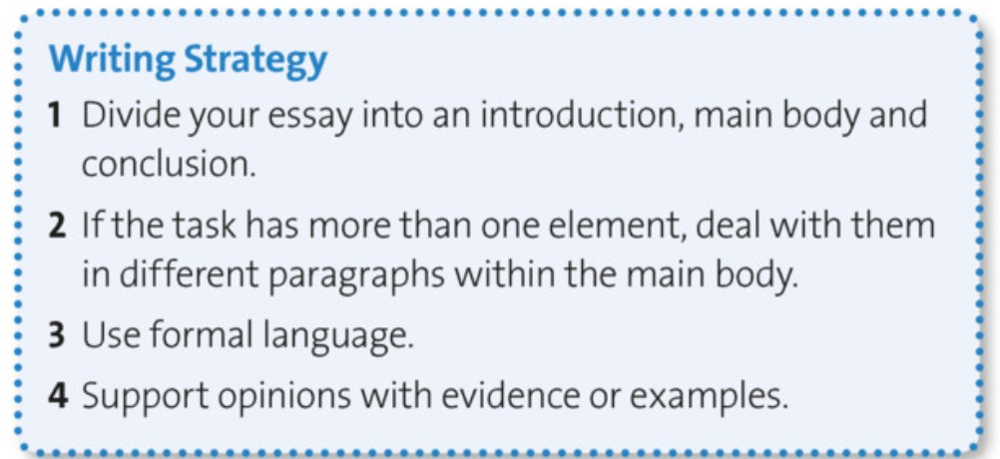 Writing Strategy
1 Divide your essay into an introduction, main body and
conclusion.
2 If the task has more than one element, deal with them
in different paragraphs within the main body.
3 Use formal language.
4 Support opinions with evidence or examples.